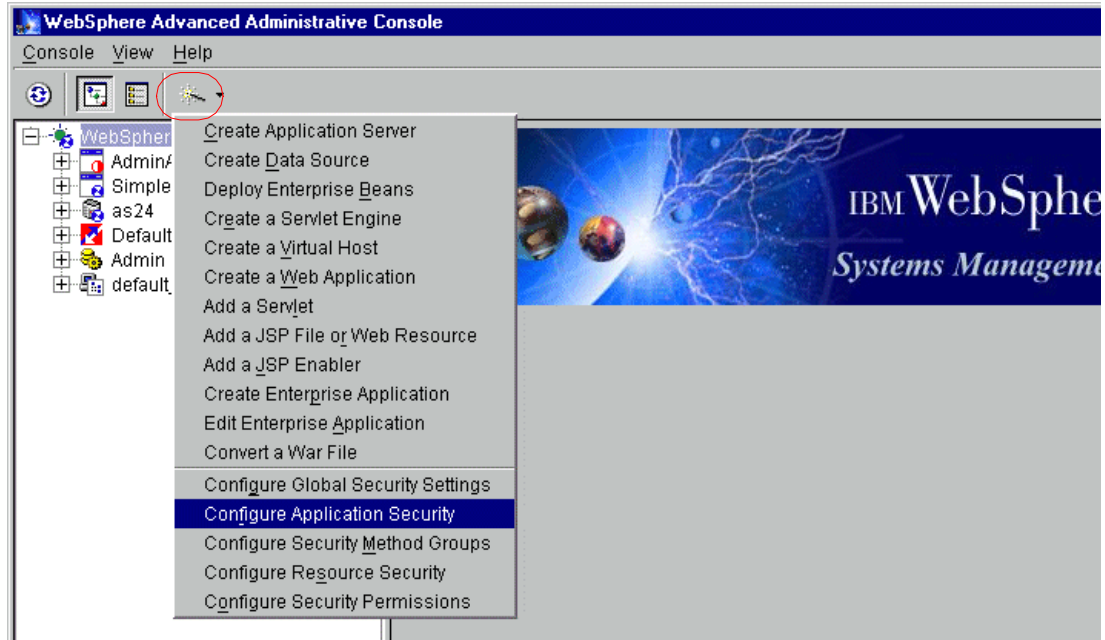 WebSphere Advanced Administrative Console
Console View Help
WebSpher
AdminA
Simple
as24
Default
Admin
default_
Create Application Server
Create Data Source
Deploy Enterprise Beans
Create a Servlet Engine
Create a Virtual Host
Create a Web Application
Add a Servlet
Add a JSP File or Web Resource
Add a JSP Enabler
Create Enterprise Application
Edit Enterprise Application
Convert a War File
Configure Global Security Settings
Configure Application Security
Configure Security Method Groups
Configure Resource Security
Configure Security Permissions
IBM WebSphe
Systems Manageme